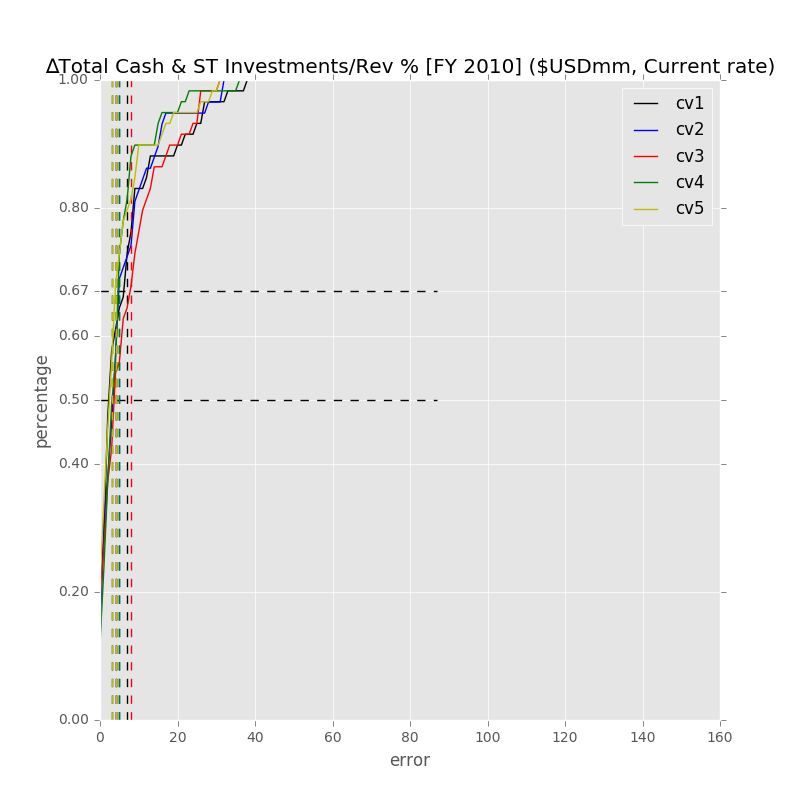 ΔTotal Cash & ST Investments/Rev % [FY 2010] ($USDmm, Current rate)
1.00
0.80
0.67
0.60
0.50
0.40
0.20
0.00
percentage
0
20
40
60
80
100
120
140
160
error
cv1
cv2
cv3
cv4
cv5